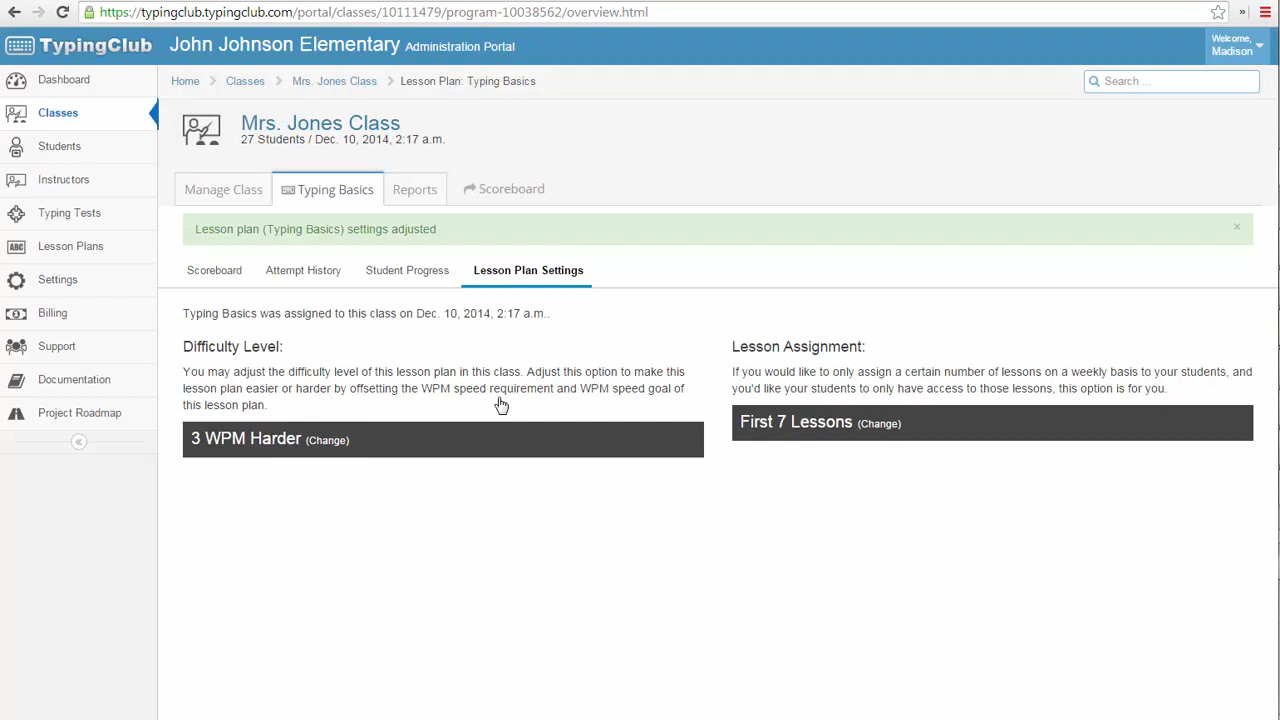 https://typingclub.typingclub.com/portal/classes/10111479/program-10038562/overview.html »
TypingClub John Johnson Elementary Administration Portal Welcome, Madison
Dashboard
Classes
Students
Instructors
Typing Tests
ABC Lesson Plans
Settings
Billing
Support
Documentation
Project Roadmap
«
Home Classes Mrs. Jones Class Lesson Plan: Typing Basics Search ...
Mrs. Jones Class
27 Students / Dec. 10, 2014, 2:17 a.m.
Manage Class Typing Basics Reports Scoreboard
Lesson plan (Typing Basics) settings adjusted ×
Scoreboard Attempt History Student Progress Lesson Plan Settings
Typing Basics was assigned to this class on Dec. 10, 2014, 2:17 a.m..
Difficulty Level:
You may adjust the difficulty level of this lesson plan in this class. Adjust this option to make this
lesson plan easier or harder by offsetting the WPM speed requirement and WPM speed goal of
this lesson plan.
3 WPM Harder (Change)
Lesson Assignment:
If you would like to only assign a certain number of lessons on a weekly basis to your students, and
you'd like your students to only have access to those lessons, this option is for you.
First 7 Lessons (Change)